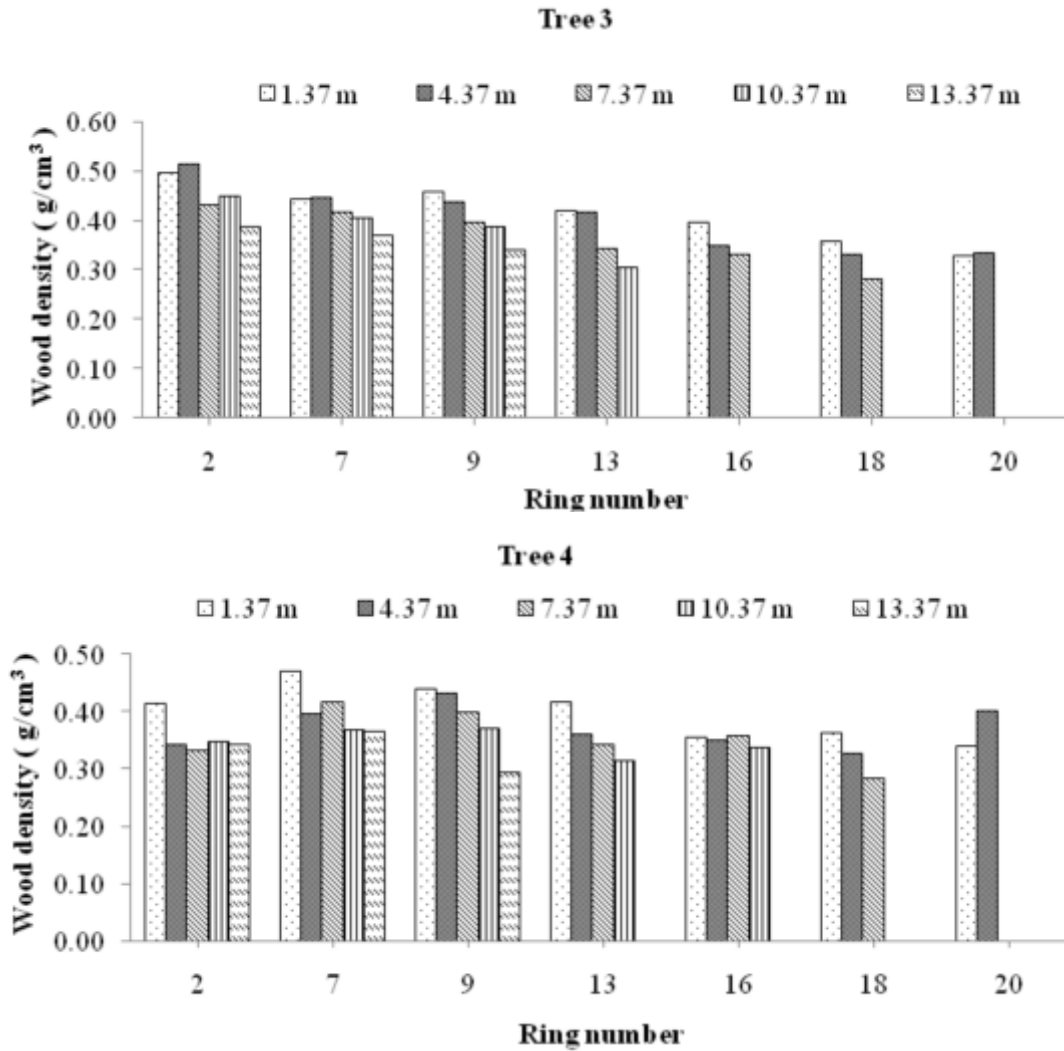 Tree 3
1.37 m 4.37 m 7.37 m 10.37 m 13.37 m
Wood density ( g/cm³ )
0.60
0.50
0.40
0.30
0.20
0.10
0.00
2 7 9 13 16 18 20
Ring number
Tree 4
1.37 m 4.37 m 7.37 m 10.37 m 13.37 m
Wood density ( g/cm³ )
0.50
0.40
0.30
0.20
0.10
0.00
2 7 9 13 16 18 20
Ring number